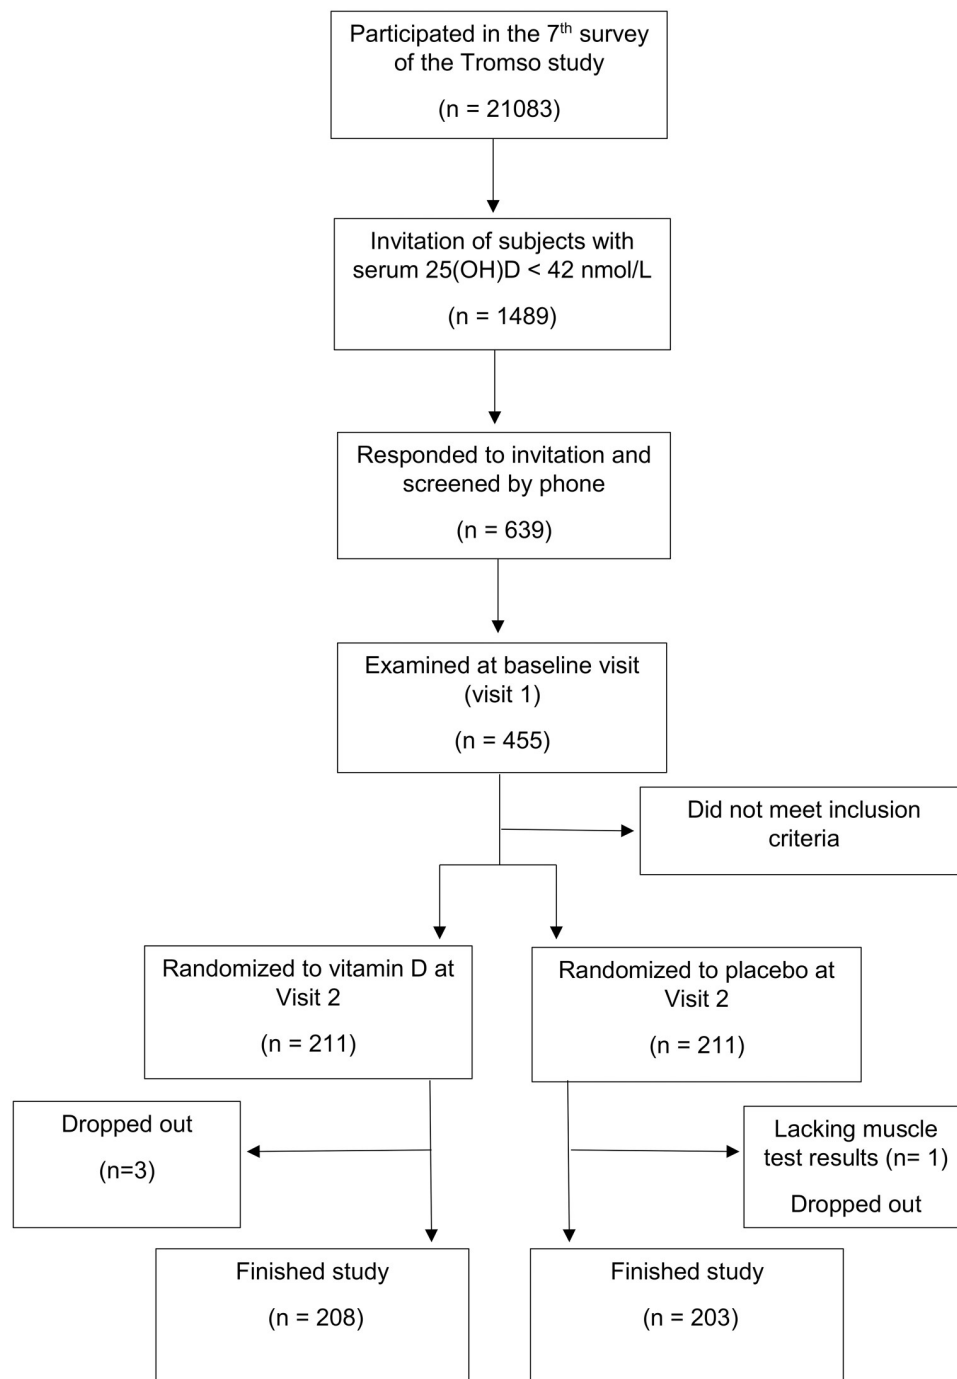 Participated in the 7th survey
of the Tromso study
(n = 21083)
Invitation of subjects with
serum 25(OH)D < 42 nmol/L
(n = 1489)
Responded to invitation and
screened by phone
(n = 639)
Examined at baseline visit
(visit 1)
(n = 455)
Did not meet inclusion
criteria
Randomized to vitamin D at
Visit 2
(n = 211)
Randomized to placebo at
Visit 2
(n = 211)
Dropped out
(n=3)
Lacking muscle
test results (n= 1)
Dropped out
Finished study
(n = 208)
Finished study
(n = 203)